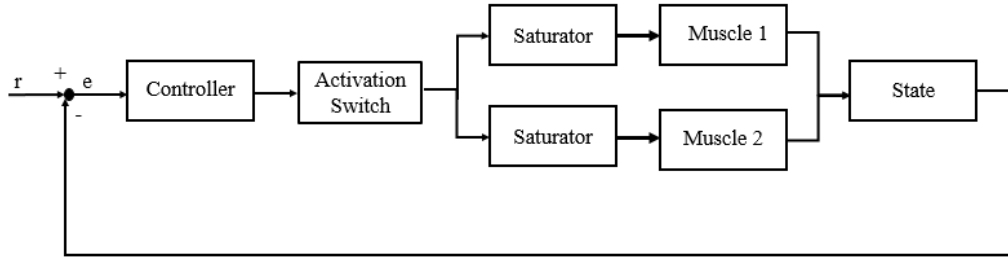 r
+
e
-
Controller
Activation
Switch
Saturator
Muscle 1
Saturator
Muscle 2
State